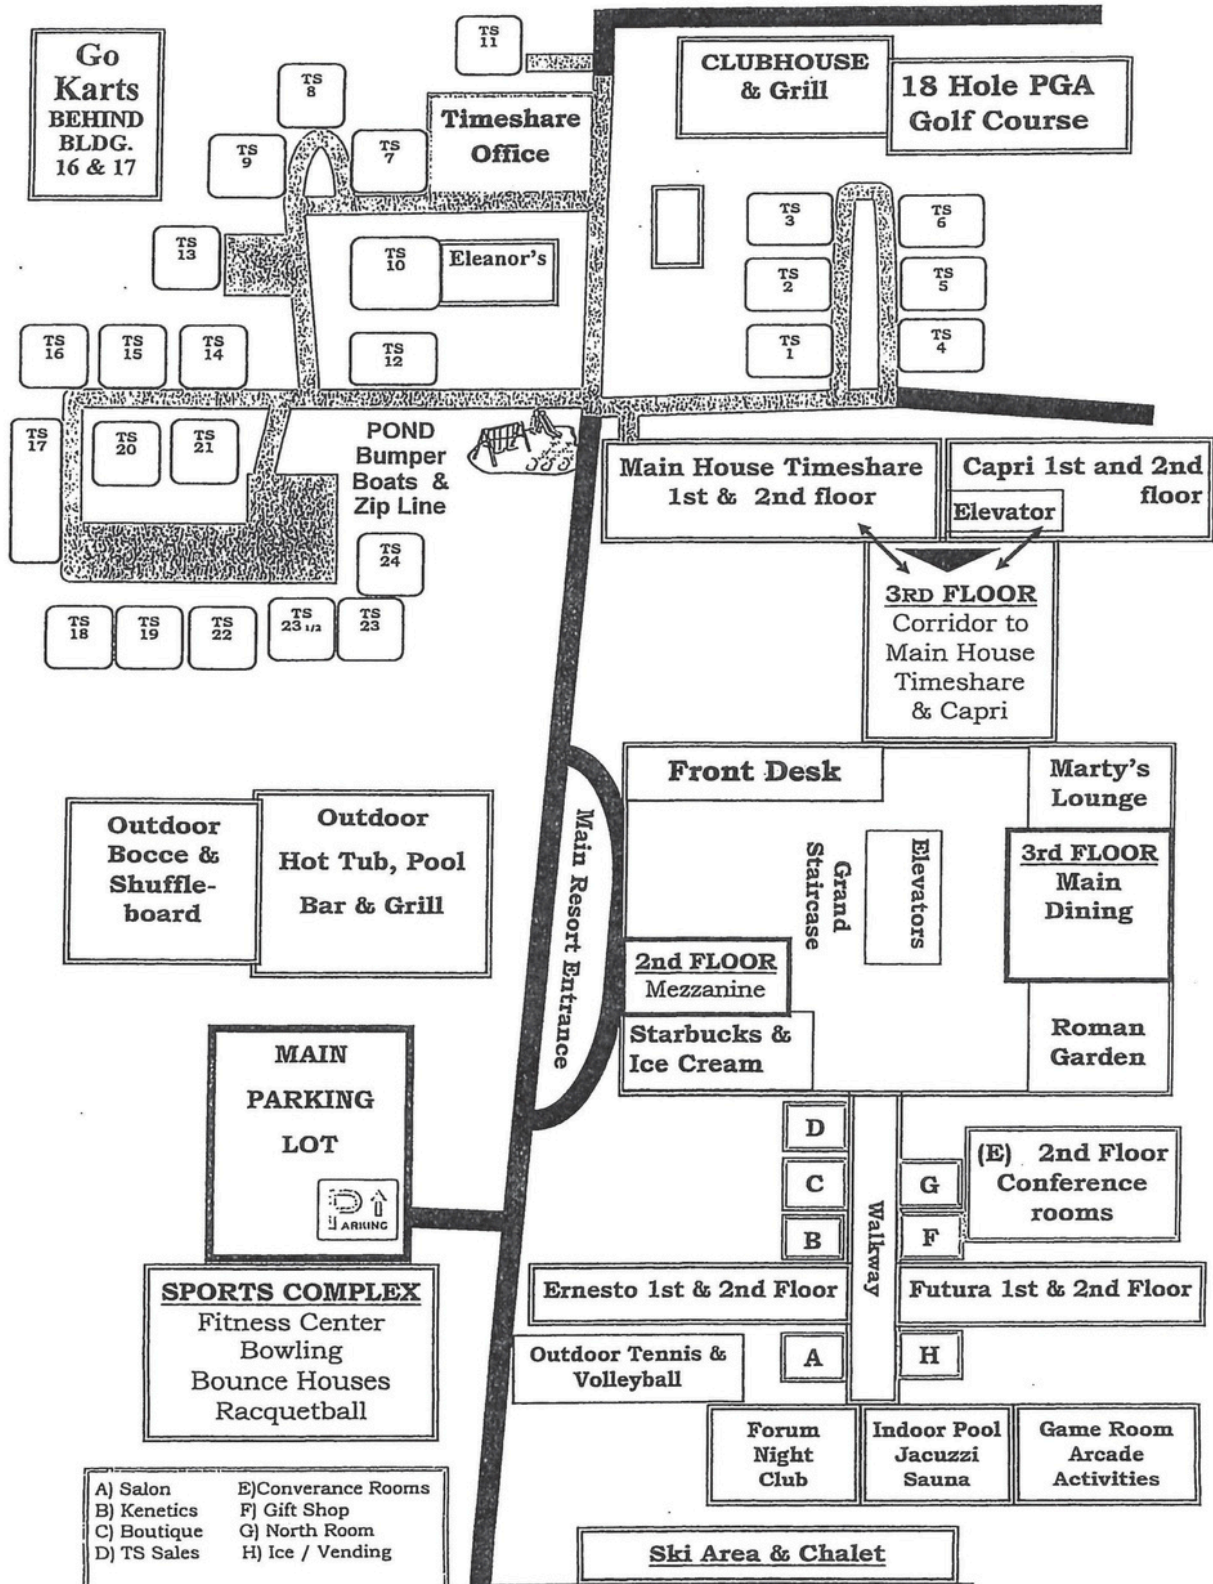 Go
Karts
BEHIND
BLDG.
16 & 17
TS
11
TS
8
TS
9
TS
7
Timeshare
Office
CLUBHOUSE
& Grill
18 Hole PGA
Golf Course
TS
13
TS
10
Eleanor's
TS
3
TS
6
TS
2
TS
5
TS
1
TS
4
TS
16
TS
15
TS
14
TS
12
TS
17
TS
20
TS
21
POND
Bumper
Boats &
Zip Line
Main House Timeshare
1st & 2nd floor
Capri 1st and 2nd
floor
Elevator
TS
24
TS
18
TS
19
TS
22
TS
23 1/2
TS
23
3RD FLOOR
Corridor to
Main House
Timeshare
& Capri
Front Desk
Marty's
Lounge
Outdoor
Bocce &
Shuffle-
board
Outdoor
Hot Tub, Pool
Bar & Grill
Main Resort Entrance
Grand
Staircase
Elevators
3rd FLOOR
Main
Dining
2nd FLOOR
Mezzanine
Starbucks &
Ice Cream
Roman
Garden
MAIN
PARKING
LOT
PARKING
D
C
B
Walkway
G
F
(E) 2nd Floor
Conference
rooms
Ernesto 1st & 2nd Floor
Futura 1st & 2nd Floor
SPORTS COMPLEX
Fitness Center
Bowling
Bounce Houses
Racquetball
Outdoor Tennis &
Volleyball
A
H
Forum
Night
Club
Indoor Pool
Jacuzzi
Sauna
Game Room
Arcade
Activities
A) Salon E)Converance Rooms
B) Kenetics F) Gift Shop
C) Boutique G) North Room
D) TS Sales H) Ice / Vending
Ski Area & Chalet